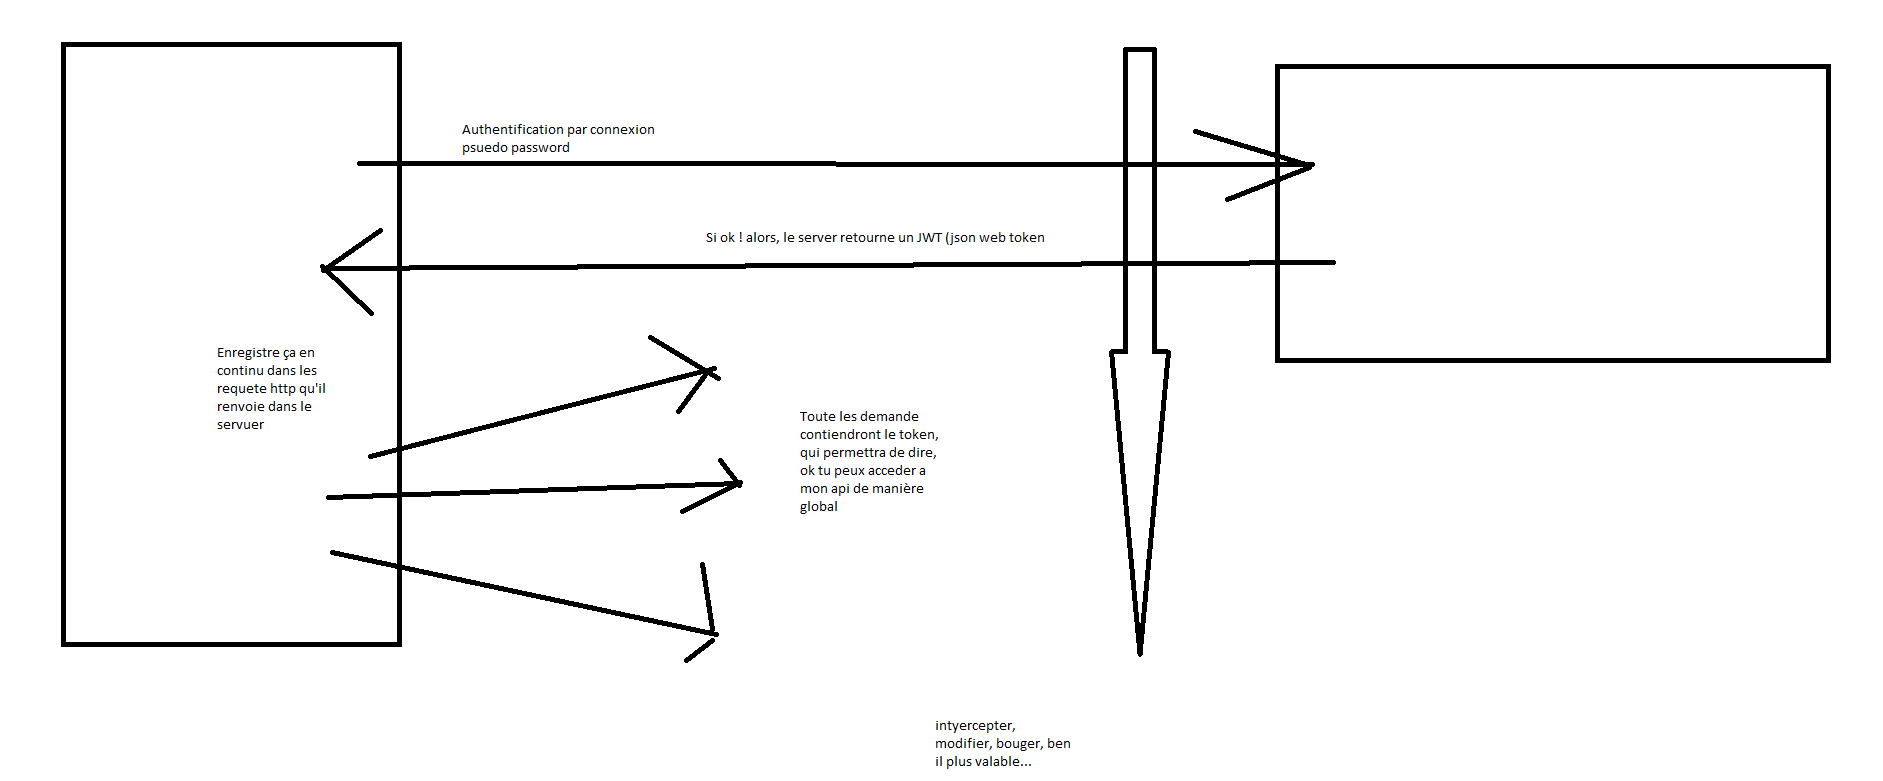 Authentification par connexion
psuedo password
Si ok ! alors, le server retourne un JWT (json web token
Enregistre ça en
continu dans les
requete http qu'il
renvoie dans le
servuer
Toute les demande
contiendront le token,
qui permettra de dire,
ok tu peux acceder a
mon api de manière
global
intyercepter,
modifier, bouger, ben
il plus valable...